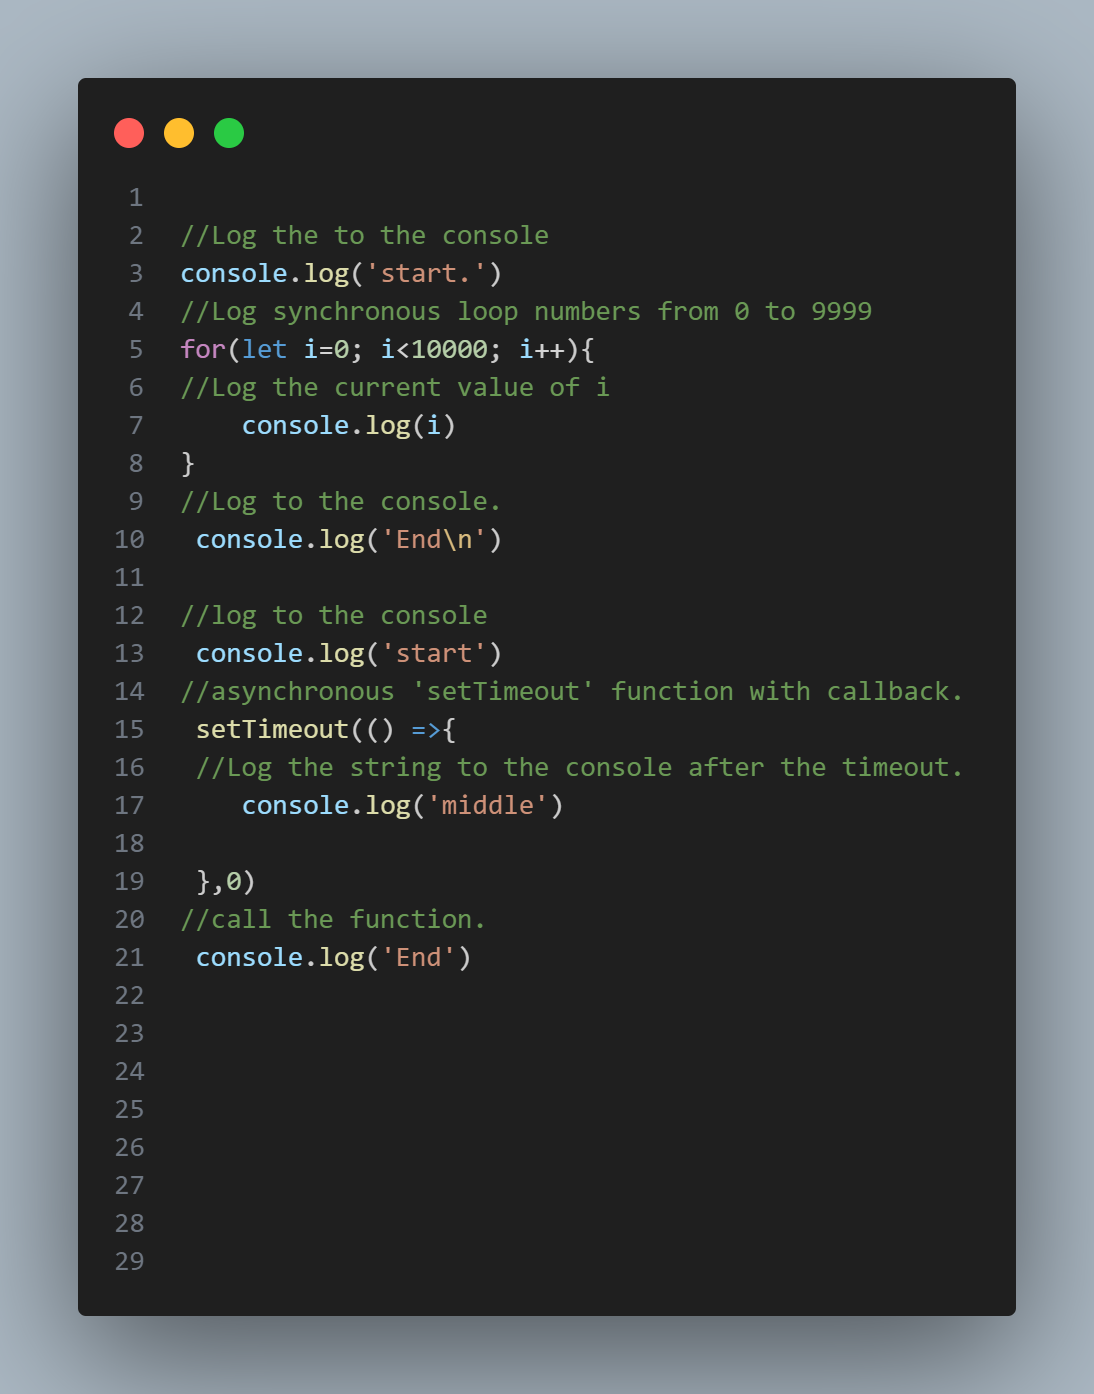 1
2 //Log the to the console
3 console.log('start.')
4 //Log synchronous loop numbers from 0 to 9999
5 for(let i=0; i<10000; i++){
6 //Log the current value of i
7     console.log(i)
8 }
9 //Log to the console.
10  console.log('End\n')
11
12 //log to the console
13  console.log('start')
14 //asynchronous 'setTimeout' function with callback.
15  setTimeout(() =>{
16  //Log the string to the console after the timeout.
17     console.log('middle')
18
19  },0)
20 //call the function.
21  console.log('End')
22
23
24
25
26
27
28
29